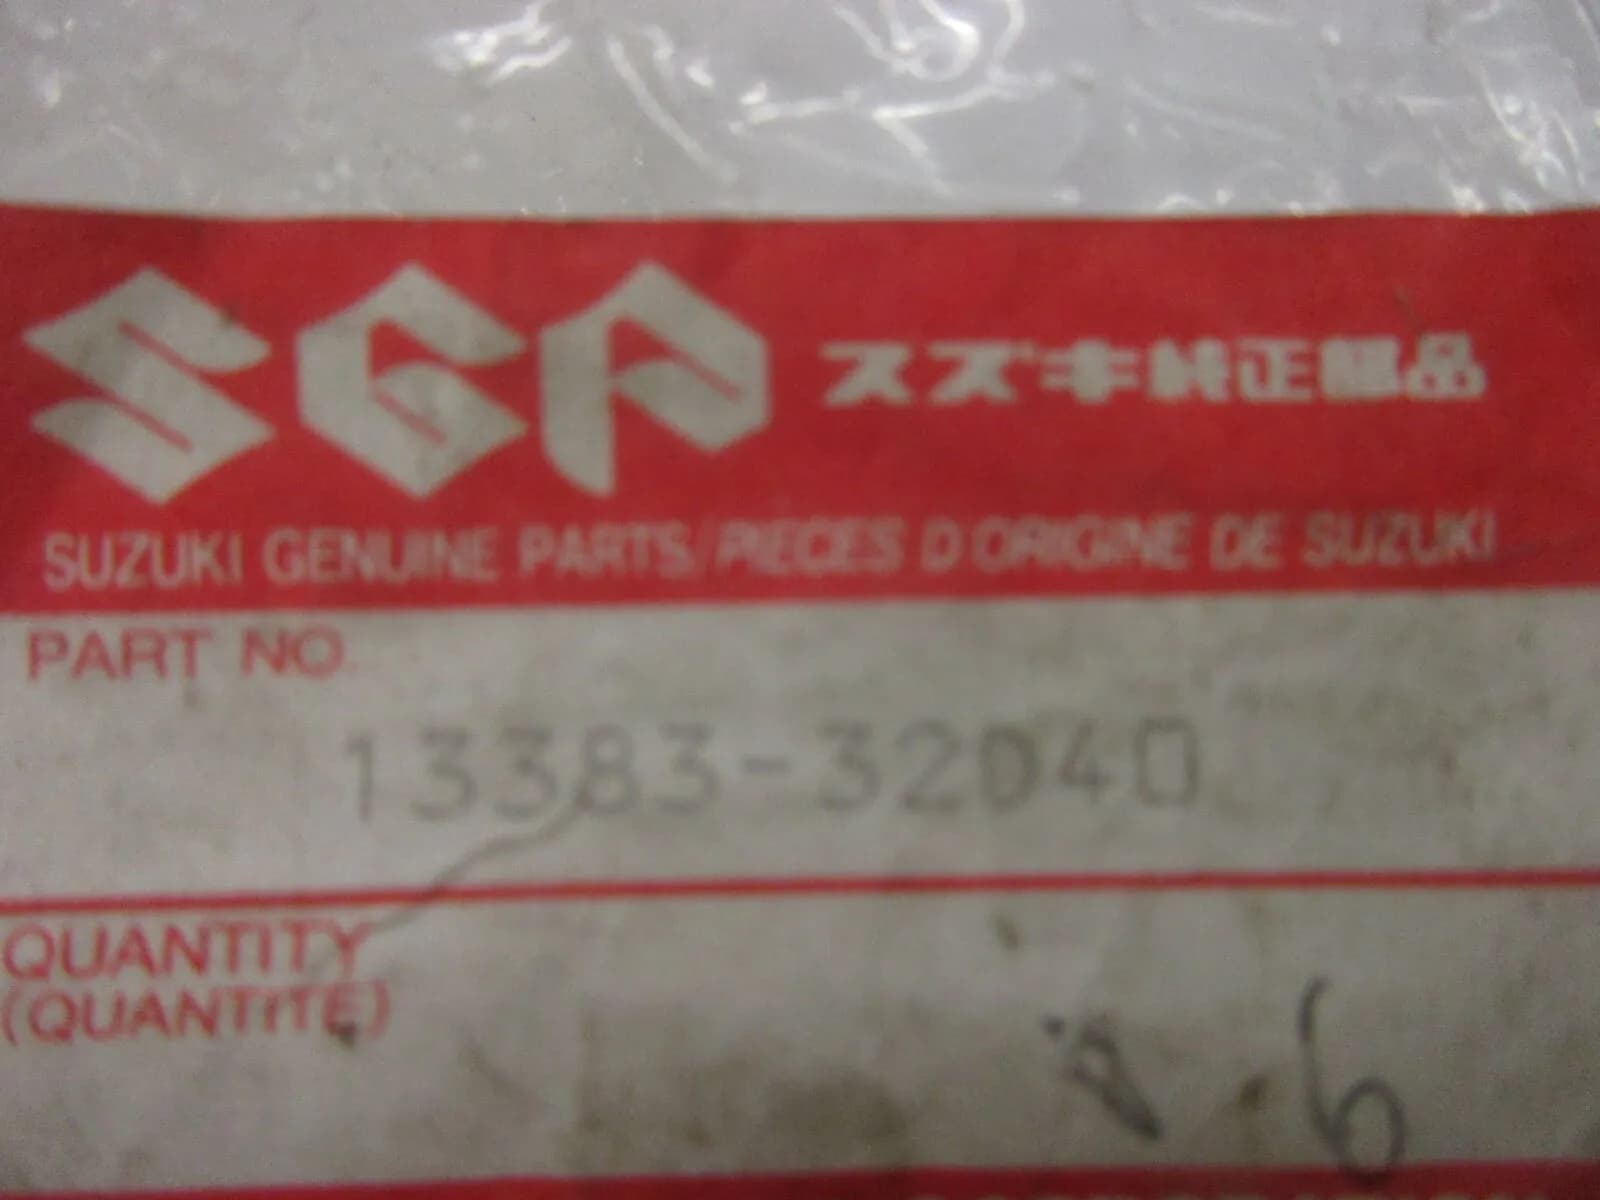 SGP スズキ純正部品
SUZUKI GENUINE PARTS/PIECES D'ORIGINE DE SUZUKI
PART NO.
13383-32040
QUANTITY
(QUANTITÉ)
6